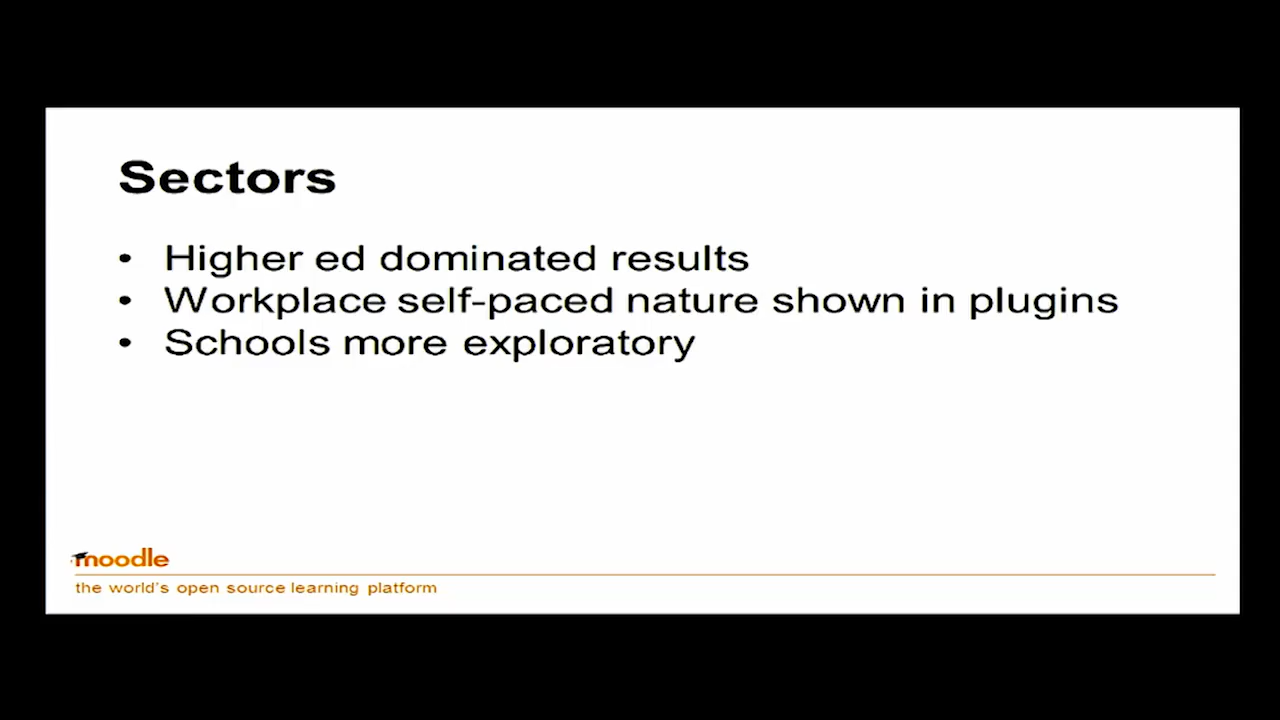 Sectors
• Higher ed dominated results
• Workplace self-paced nature shown in plugins
• Schools more exploratory
moodle
the world's open source learning platform